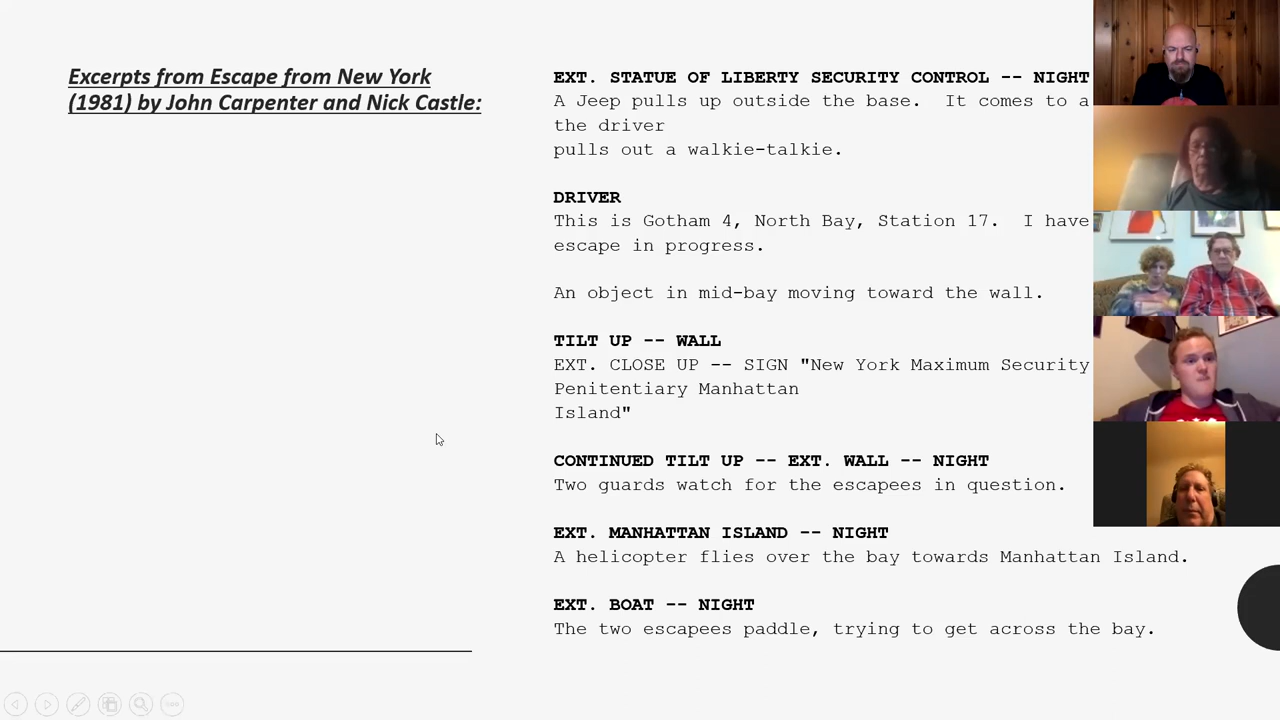 Excerpts from Escape from New York
(1981) by John Carpenter and Nick Castle:
EXT. STATUE OF LIBERTY SECURITY CONTROL -- NIGHT
A Jeep pulls up outside the base.  It comes to a
the driver
pulls out a walkie-talkie.
DRIVER
This is Gotham 4, North Bay, Station 17.  I have
escape in progress.
An object in mid-bay moving toward the wall.
TILT UP -- WALL
EXT. CLOSE UP -- SIGN "New York Maximum Security
Penitentiary Manhattan
Island"
CONTINUED TILT UP -- EXT. WALL -- NIGHT
Two guards watch for the escapees in question.
EXT. MANHATTAN ISLAND -- NIGHT
A helicopter flies over the bay towards Manhattan Island.
EXT. BOAT -- NIGHT
The two escapees paddle, trying to get across the bay.